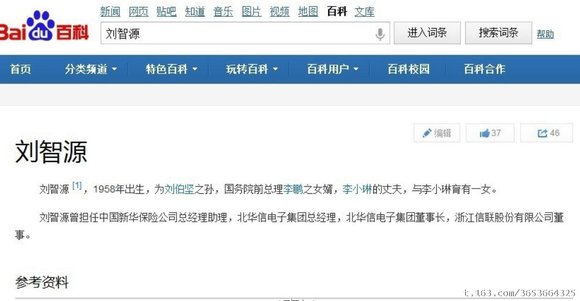 新闻 网页 贴吧 知道 音乐 图片 视频 地图 百科 文库
Bai du 百科 刘智源 进入词条 搜索词条 帮助
首页 分类频道 特色百科 玩转百科 百科用户 百科校园 百科合作
编辑 37 46
刘智源
刘智源 [1] ，1958年出生，为刘伯坚之孙，国务院前总理李鹏之女婿，李小琳的丈夫，与李小琳育有一女。
刘智源曾担任中国新华保险公司总经理助理，北华信电子集团总经理，北华信电子集团董事长，浙江信联股份有限公司董
事。
参考资料
t.163.com/3653664325